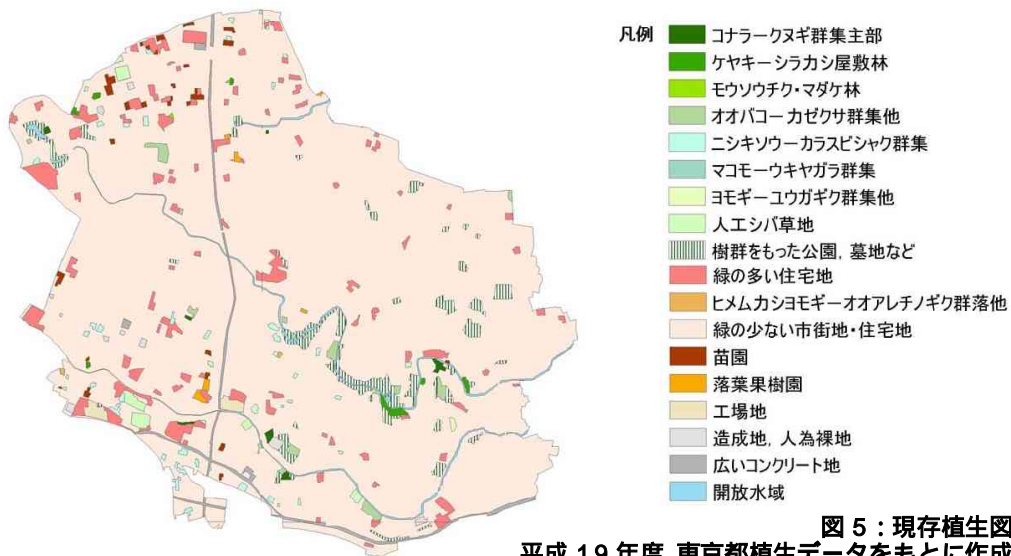 凡例
コナラークヌギ群集主部
ケヤキーシラカシ屋敷林
モウソウチク・マダケ林
オオバコーカゼクサ群集他
ニシキソウーカラスビシャク群集
マコモーウキヤガラ群集
ヨモギーユウガギク群集他
人工シバ草地
樹群をもった公園，墓地など
緑の多い住宅地
ヒメムカシヨモギーオオアレチノギク群落他
緑の少ない市街地・住宅地
苗園
落葉果樹園
工場地
造成地，人為裸地
広いコンクリート地
開放水域
図 5：現存植生図
平成 19年度 東京都植生データをもとに作成